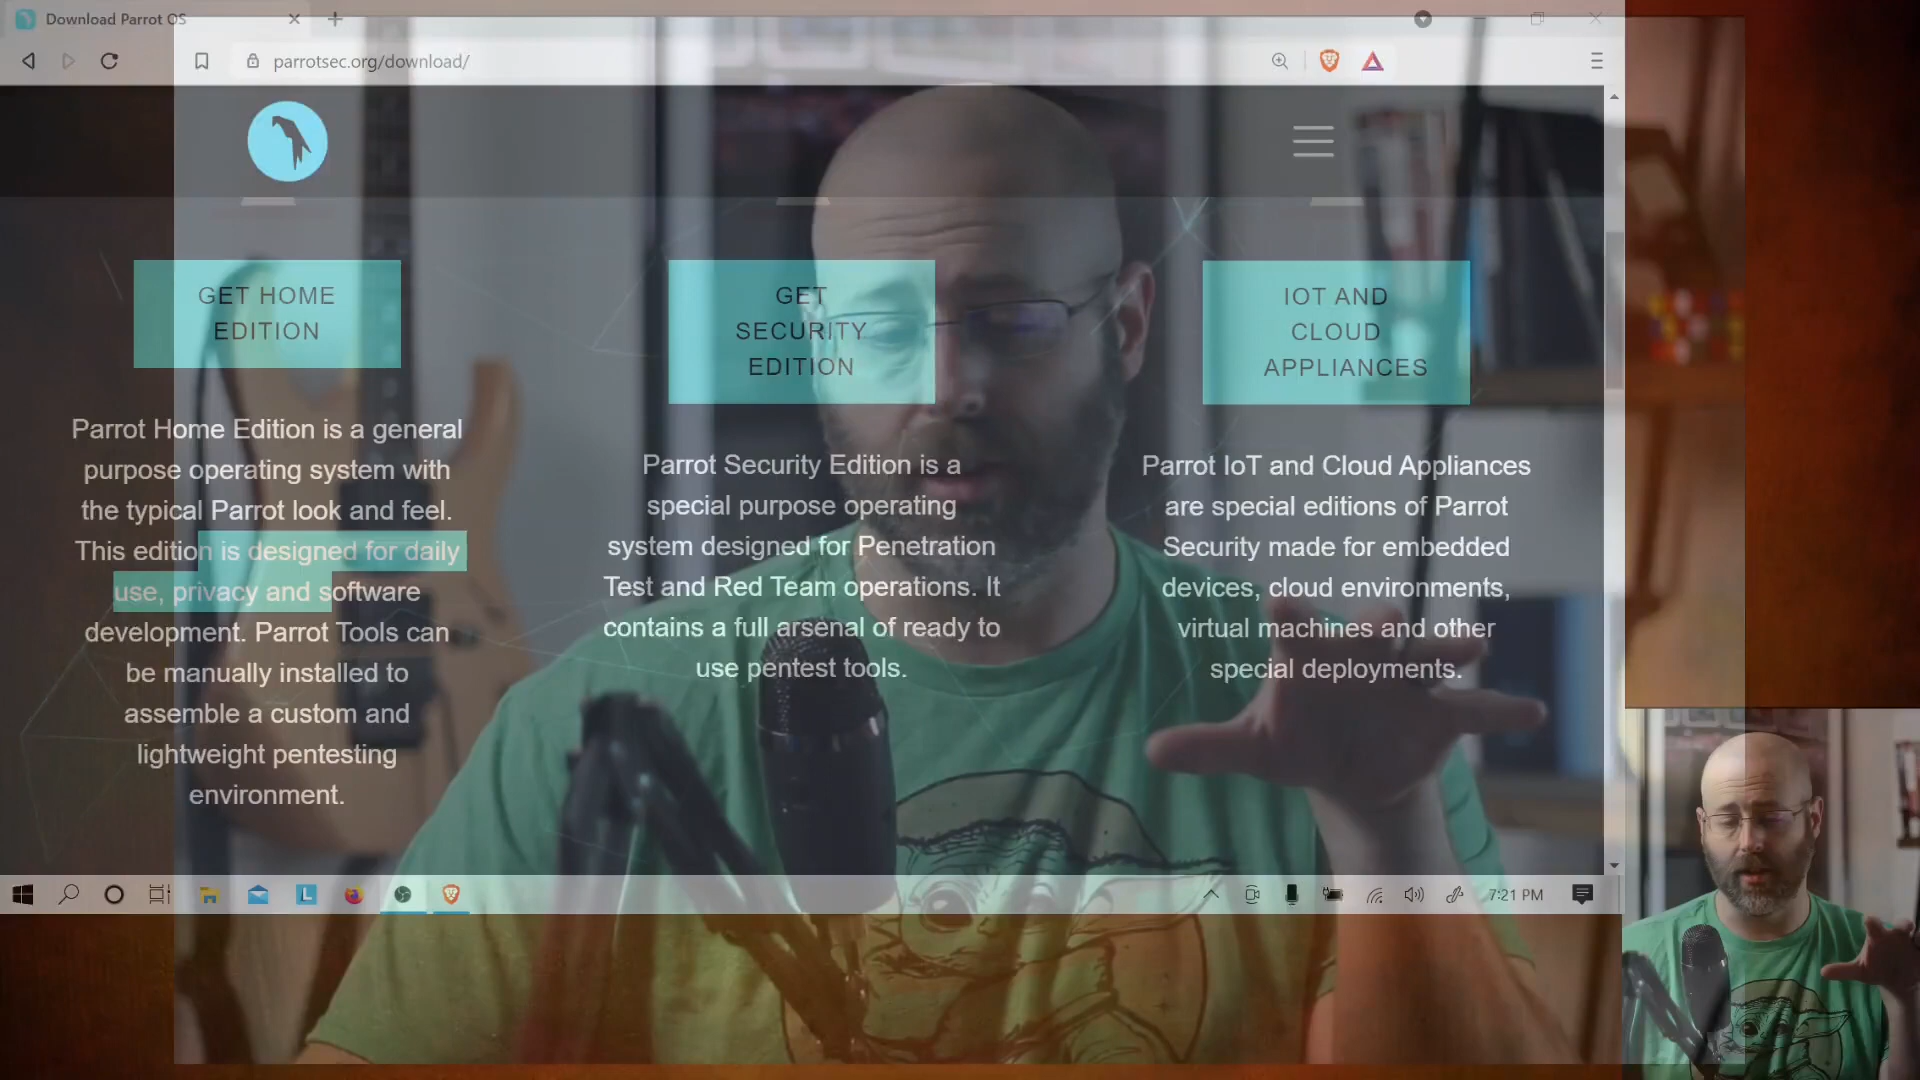 Download Parrot OS
parrotsec.org/download/
GET HOME
EDITION
Parrot Home Edition is a general
purpose operating system with
the typical Parrot look and feel.
This edition is designed for daily
use, privacy and software
development. Parrot Tools can
be manually installed to
assemble a custom and
lightweight pentesting
environment.
GET
SECURITY
EDITION
Parrot Security Edition is a
special purpose operating
system designed for Penetration
Test and Red Team operations. It
contains a full arsenal of ready to
use pentest tools.
IOT AND
CLOUD
APPLIANCES
Parrot IoT and Cloud Appliances
are special editions of Parrot
Security made for embedded
devices, cloud environments,
virtual machines and other
special deployments.
L
7:21 PM